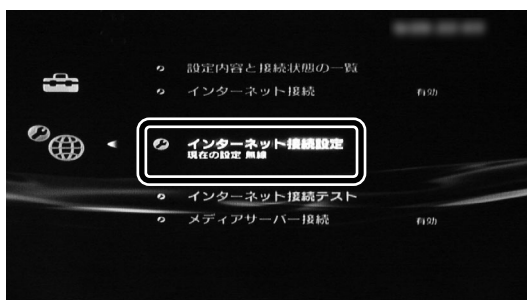 設定内容と接続状態の一覧
インターネット接続 有効
インターネット接続設定
現在の設定 無線
インターネット接続テスト
メディアサーバー接続 有効